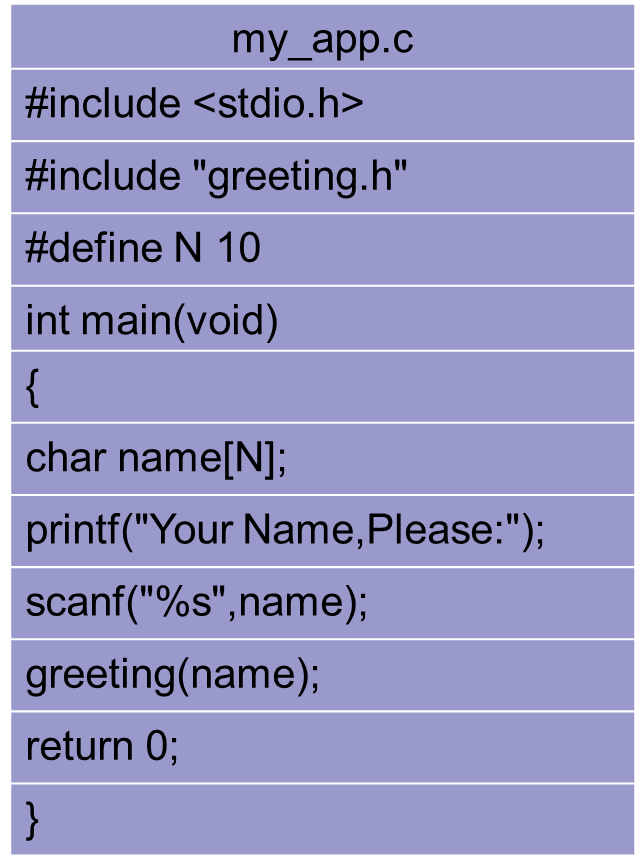 my_app.c
#include <stdio.h>
#include "greeting.h"
#define N 10
int main(void)
{
char name[N];
printf("Your Name,Please:");
scanf("%s",name);
greeting(name);
return 0;
}